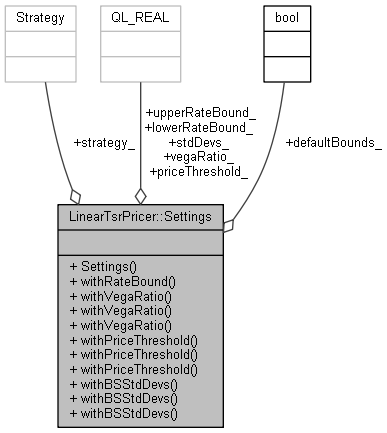 Strategy
QL_REAL
bool
+strategy_
+upperRateBound_
+lowerRateBound_
+stdDevs_
+vegaRatio_
+priceThreshold_
+defaultBounds_
LinearTsrPricer::Settings
+ Settings()
+ withRateBound()
+ withVegaRatio()
+ withVegaRatio()
+ withVegaRatio()
+ withPriceThreshold()
+ withPriceThreshold()
+ withPriceThreshold()
+ withBSStdDevs()
+ withBSStdDevs()
+ withBSStdDevs()